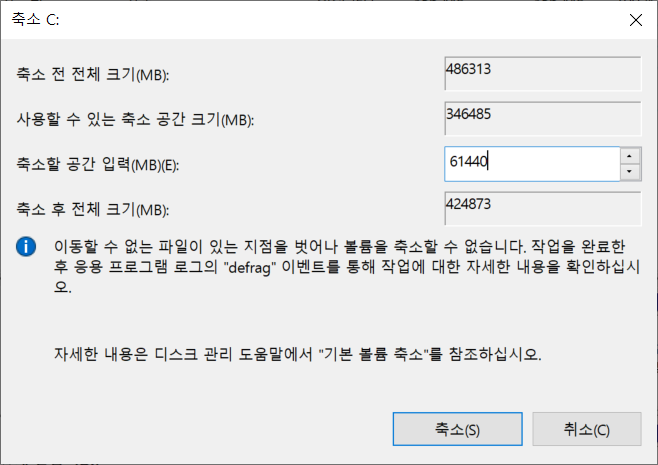 축소 C:
축소 전 전체 크기(MB):
486313
사용할 수 있는 축소 공간 크기(MB):
346485
축소할 공간 입력(MB)(E):
61440
축소 후 전체 크기(MB):
424873
이동할 수 없는 파일이 있는 지점을 벗어나 볼륨을 축소할 수 없습니다. 작업을 완료한
후 응용 프로그램 로그의 "defrag" 이벤트를 통해 작업에 대한 자세한 내용을 확인하십시
오.
자세한 내용은 디스크 관리 도움말에서 "기본 볼륨 축소"를 참조하십시오.
축소(S)
취소(C)